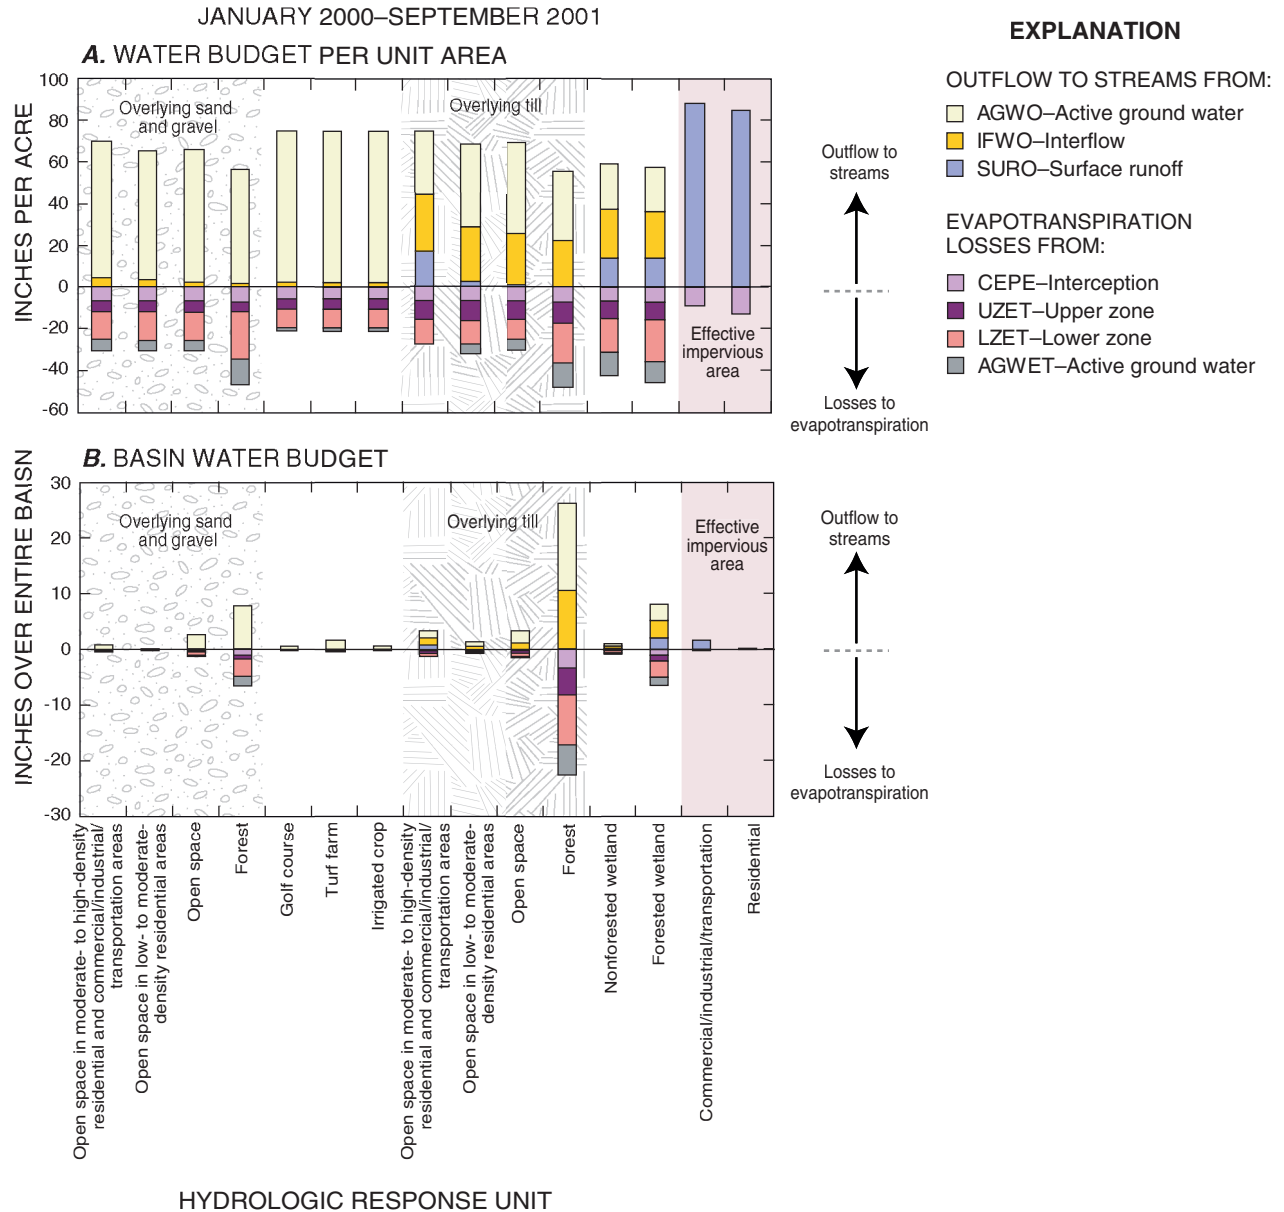 JANUARY 2000–SEPTEMBER 2001
A. WATER BUDGET PER UNIT AREA
INCHES PER ACRE
100
80
60
40
20
0
-20
-40
-60
Overlying sand
and gravel
Overlying till
Effective
impervious
area
Outflow to
streams
Losses to
evapotranspiration
EXPLANATION
OUTFLOW TO STREAMS FROM:
AGWO–Active ground water
IFWO–Interflow
SURO–Surface runoff
EVAPOTRANSPIRATION
LOSSES FROM:
CEPE–Interception
UZET–Upper zone
LZET–Lower zone
AGWET–Active ground water
B. BASIN WATER BUDGET
INCHES OVER ENTIRE BAISN
30
20
10
0
-10
-20
-30
Overlying sand
and gravel
Overlying till
Effective
impervious
area
Outflow to
streams
Losses to
evapotranspiration
Open space in moderate- to high-density
residential and commercial/industrial/
transportation areas
Open space in low- to moderate-
density residential areas
Open space
Forest
Golf course
Turf farm
Irrigated crop
Open space in moderate- to high-density
residential and commercial/industrial/
transportation areas
Open space in low- to moderate-
density residential areas
Open space
Forest
Nonforested wetland
Forested wetland
Commercial/industrial/transportation
Residential
HYDROLOGIC RESPONSE UNIT